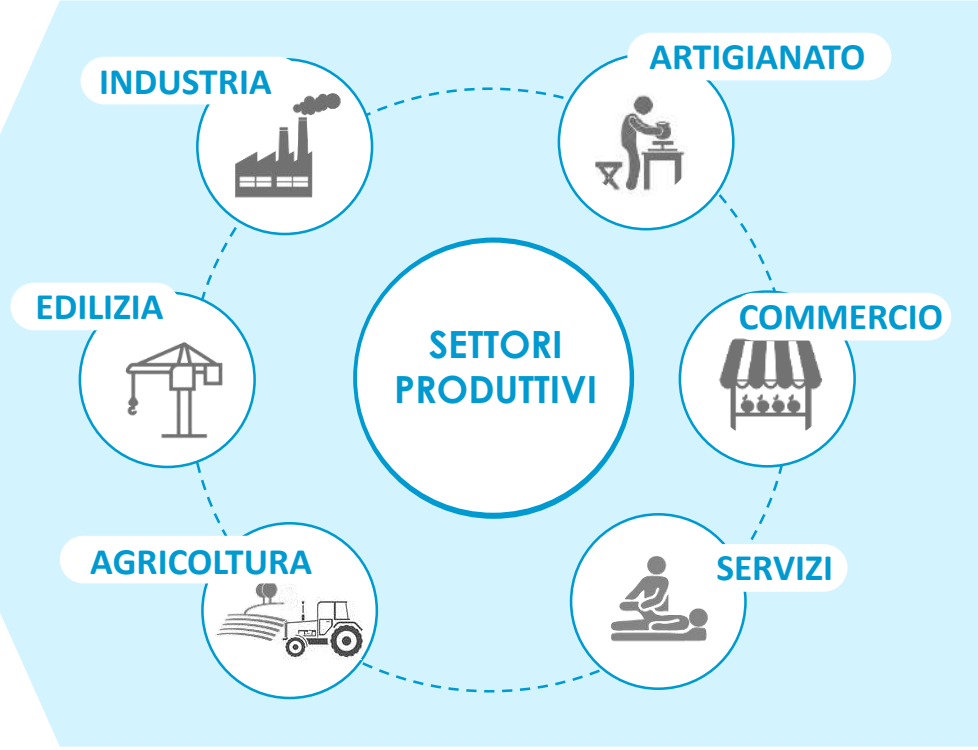 INDUSTRIA
ARTIGIANATO
EDILIZIA
SETTORI
PRODUTTIVI
COMMERCIO
AGRICOLTURA
SERVIZI